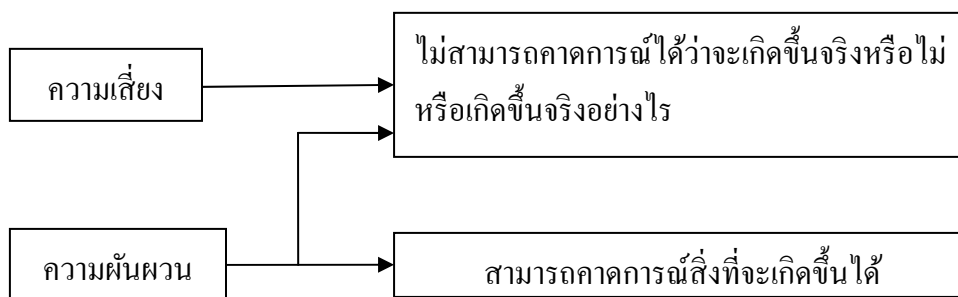 ความเสี่ยง
ไม่สามารถคาดการณ์ได้ว่าจะเกิดขึ้นจริงหรือไม่
หรือเกิดขึ้นจริงอย่างไร
ความผันผวน
สามารถคาดการณ์สิ่งที่จะเกิดขึ้นได้